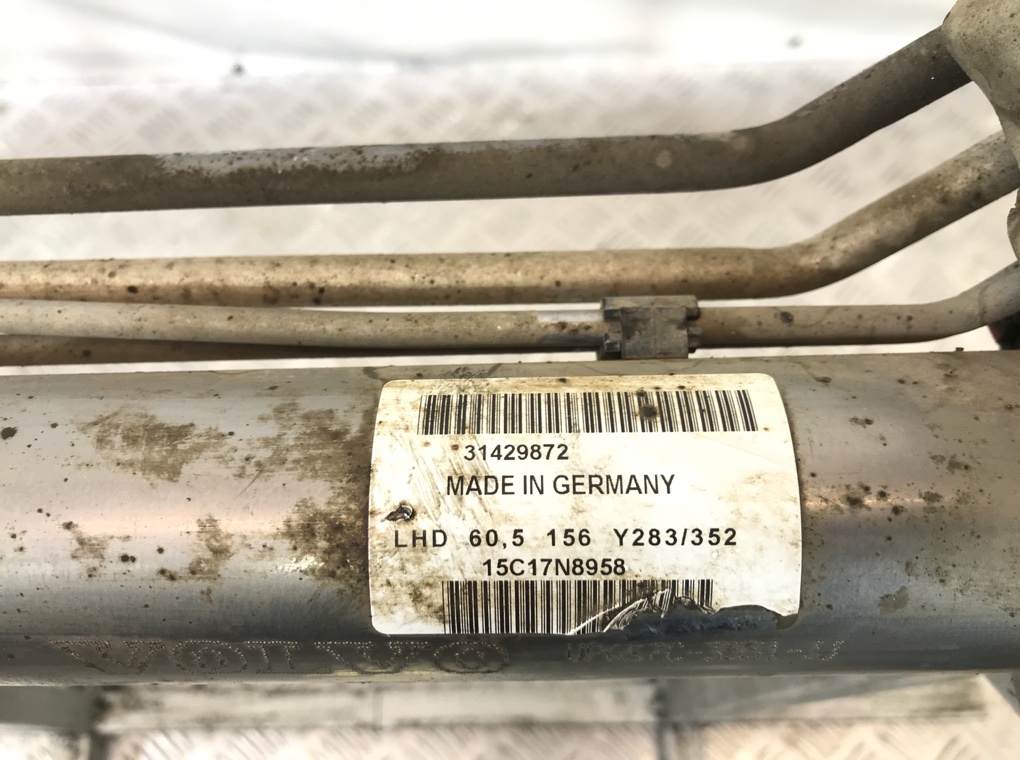 31429872
MADE IN GERMANY
LHD 60,5 156 Y283/352
15C17N8958